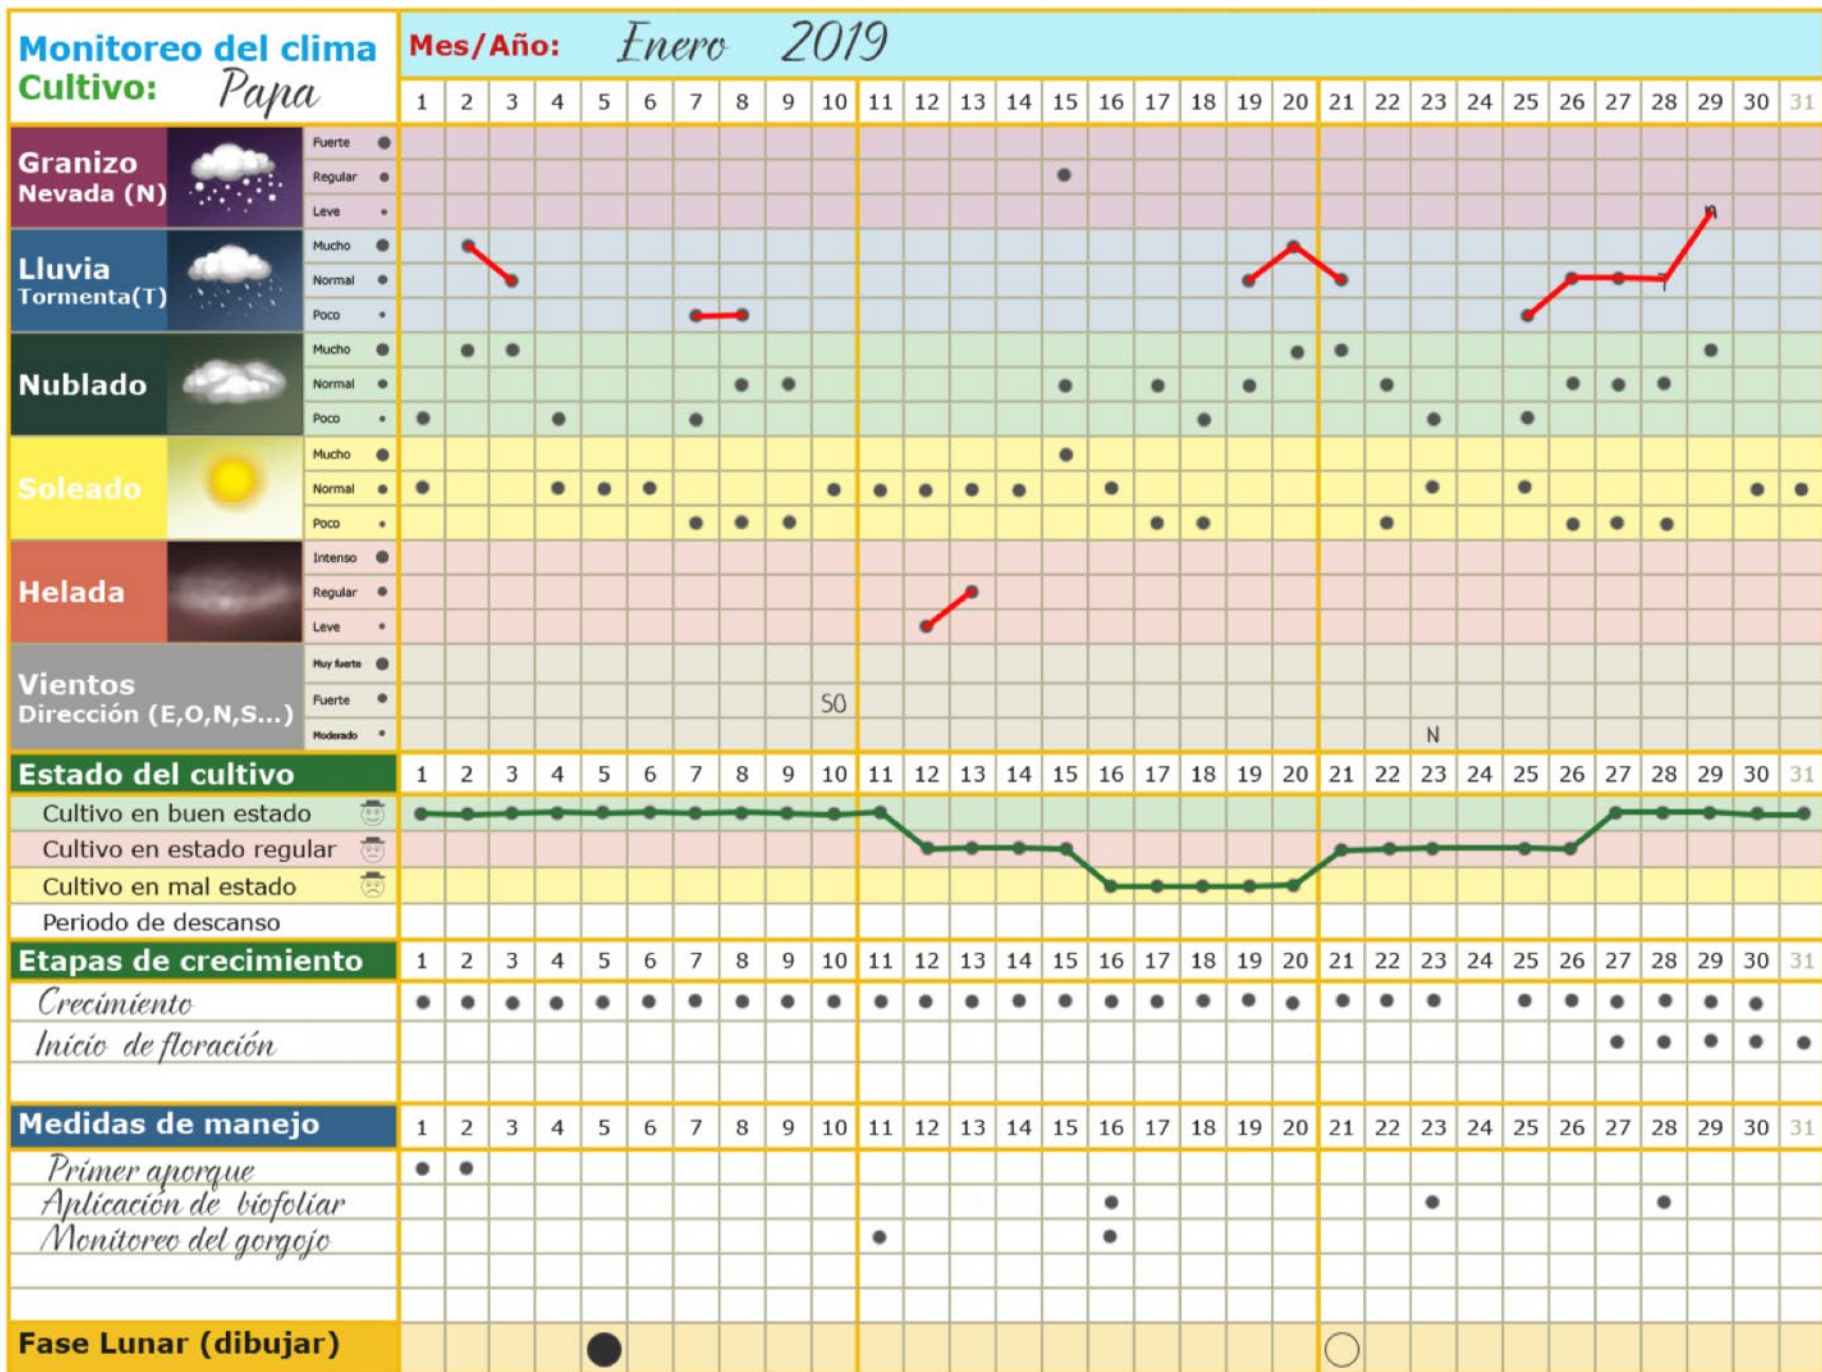 Monitoreo del clima
Cultivo: Papa
Mes/Año: Enero 2019
1 2 3 4 5 6 7 8 9 10 11 12 13 14 15 16 17 18 19 20 21 22 23 24 25 26 27 28 29 30 31
Granizo
Nevada (N)
Fuerte
Regular
Leve
n
Lluvia
Tormenta(T)
Mucho
Normal
T
Poco
Nublado
Mucho
Normal
Poco
Soleado
Mucho
Normal
Poco
Helada
Intenso
Regular
Leve
Vientos
Dirección (E,O,N,S...)
Muy fuerte
Fuerte
SO
Moderado
N
Estado del cultivo 1 2 3 4 5 6 7 8 9 10 11 12 13 14 15 16 17 18 19 20 21 22 23 24 25 26 27 28 29 30 31
Cultivo en buen estado
Cultivo en estado regular
Cultivo en mal estado
Periodo de descanso
Etapas de crecimiento 1 2 3 4 5 6 7 8 9 10 11 12 13 14 15 16 17 18 19 20 21 22 23 24 25 26 27 28 29 30 31
Crecimiento
Inicio de floración
Medidas de manejo 1 2 3 4 5 6 7 8 9 10 11 12 13 14 15 16 17 18 19 20 21 22 23 24 25 26 27 28 29 30 31
Primer aporque
Aplicación de biofoliar
Monitoreo del gorgojo
Fase Lunar (dibujar)